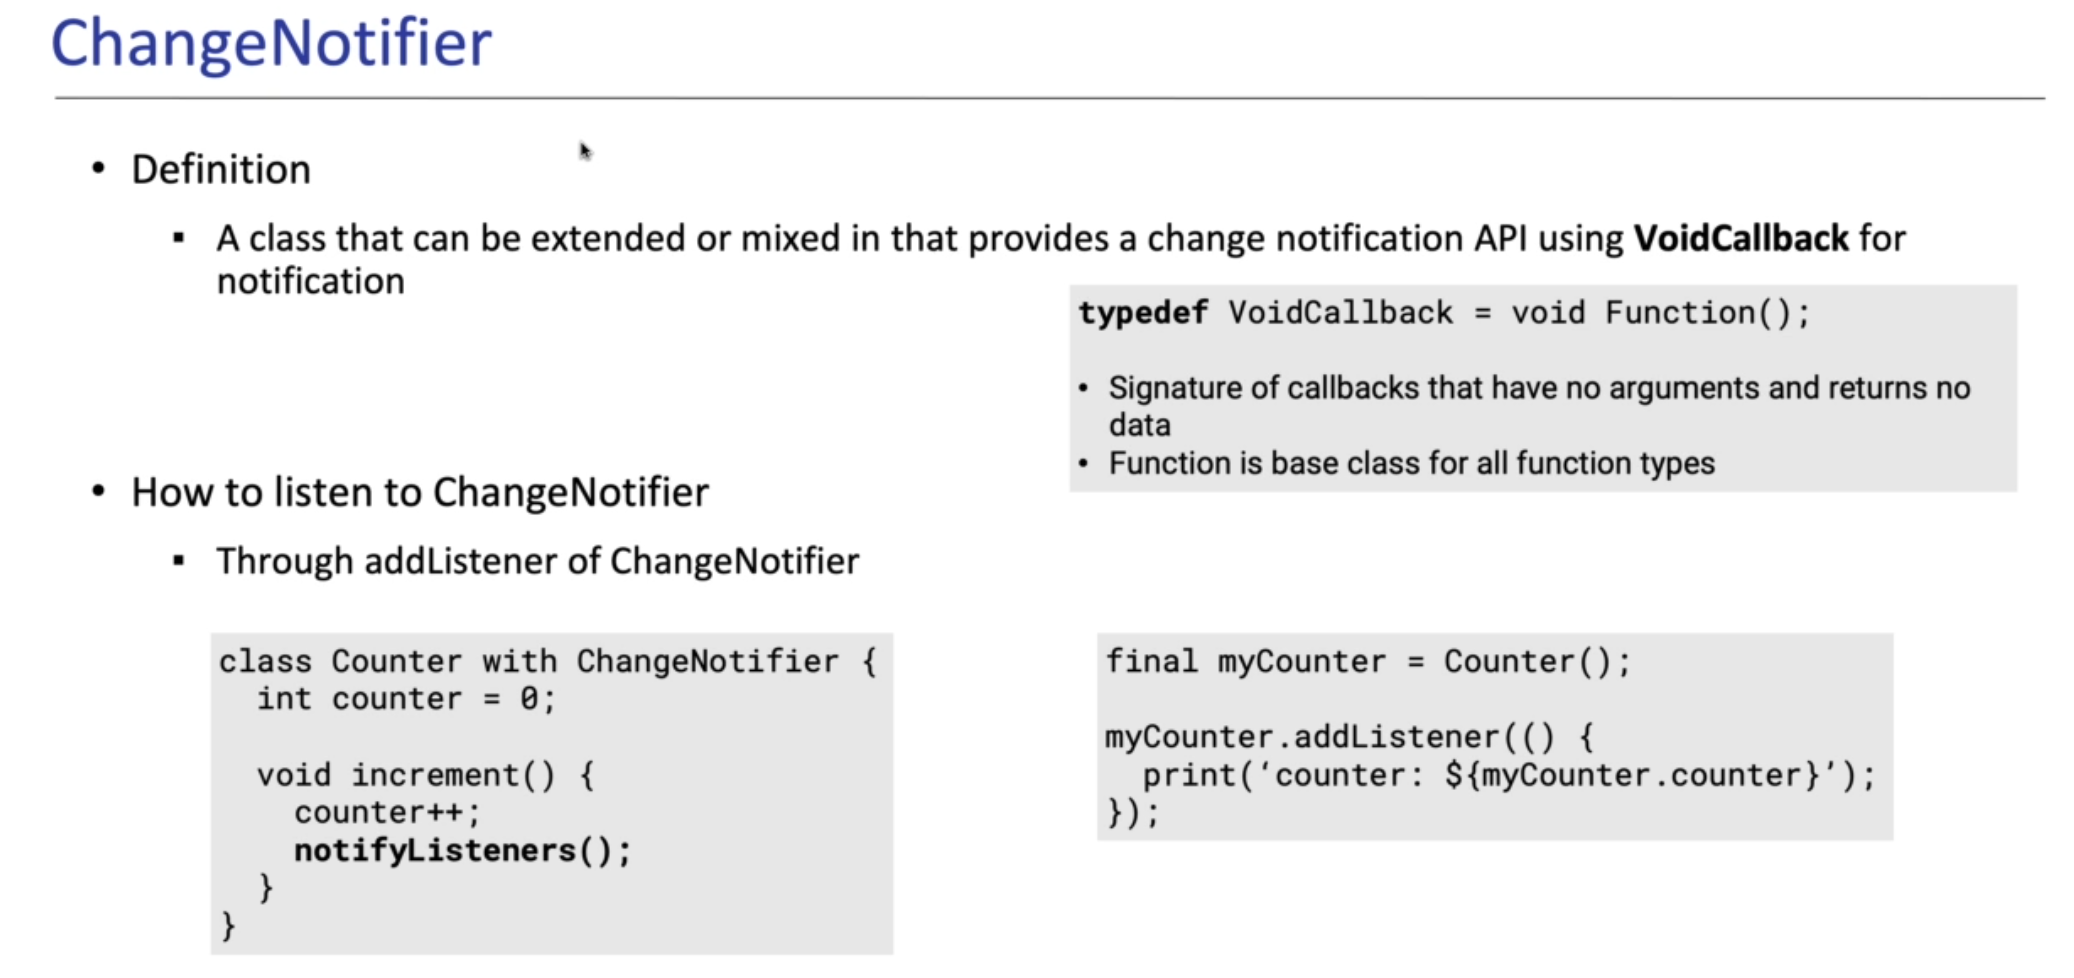 ChangeNotifier
• Definition
▪ A class that can be extended or mixed in that provides a change notification API using VoidCallback for
notification
typedef VoidCallback = void Function();
• Signature of callbacks that have no arguments and returns no
data
• Function is base class for all function types
• How to listen to ChangeNotifier
▪ Through addListener of ChangeNotifier
class Counter with ChangeNotifier {
  int counter = 0;
  void increment() {
    counter++;
    notifyListeners();
  }
}
final myCounter = Counter();
myCounter.addListener(() {
  print(‘counter: ${myCounter.counter}’);
});